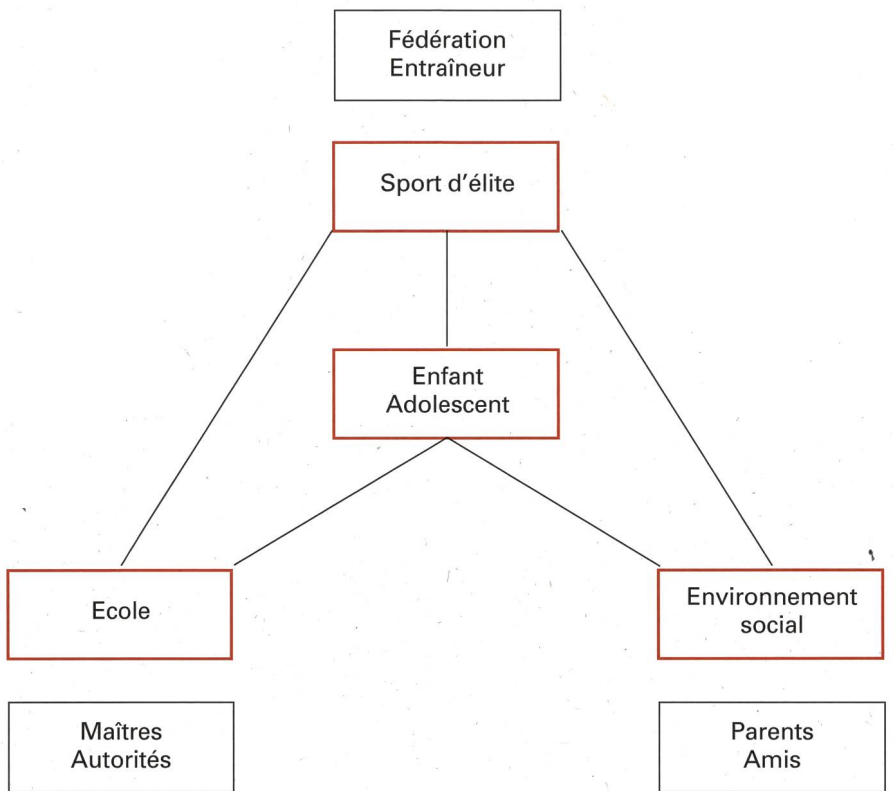 Fédération
Entraîneur
Sport d'élite
Enfant
Adolescent
Ecole
Environnement
social
Maîtres
Autorités
Parents
Amis